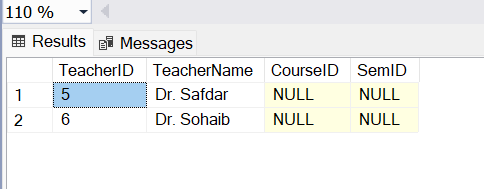 110 %
Results Messages
TeacherID TeacherName CourseID SemID
1 5 Dr. Safdar NULL NULL
2 6 Dr. Sohaib NULL NULL